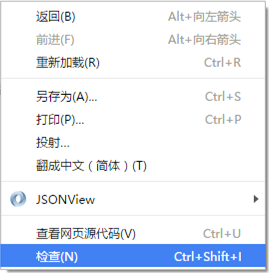 返回(B) Alt+向左箭头
前进(F) Alt+向右箭头
重新加载(R) Ctrl+R
另存为(A)... Ctrl+S
打印(P)... Ctrl+P
投射...
翻成中文（简体）(T)
JSONView
查看网页源代码(V) Ctrl+U
检查(N) Ctrl+Shift+I